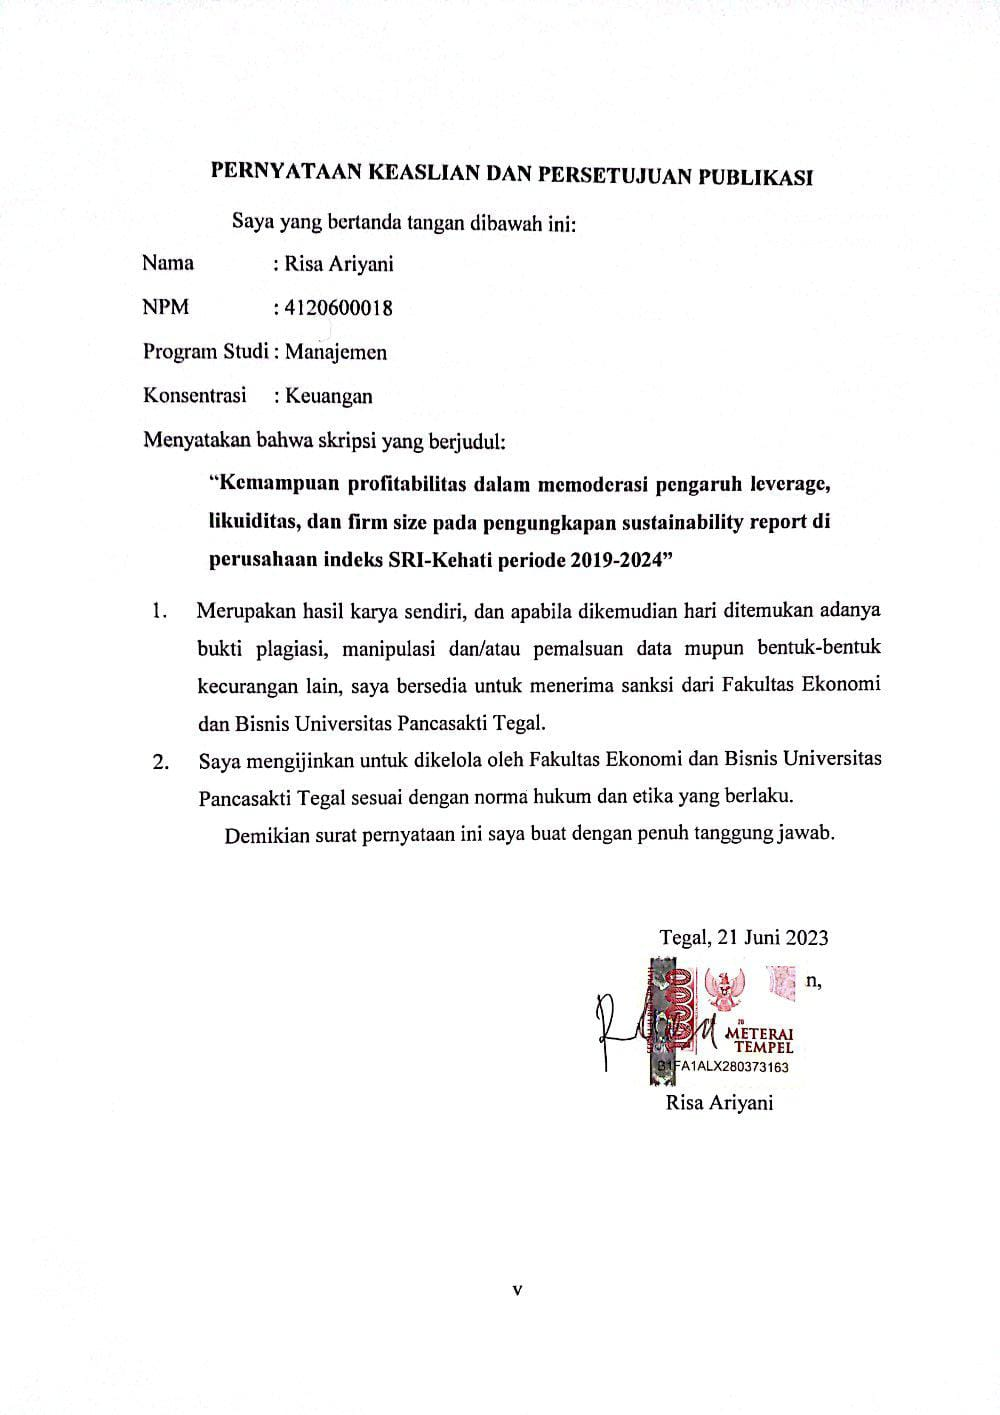 PERNYATAAN KEASLIAN DAN PERSETUJUAN PUBLIKASI
Saya yang bertanda tangan dibawah ini:
Nama : Risa Ariyani
NPM : 4120600018
Program Studi : Manajemen
Konsentrasi : Keuangan
Menyatakan bahwa skripsi yang berjudul:
“Kemampuan profitabilitas dalam memoderasi pengaruh leverage,
likuiditas, dan firm size pada pengungkapan sustainability report di
perusahaan indeks SRI-Kehati periode 2019-2024”
1. Merupakan hasil karya sendiri, dan apabila dikemudian hari ditemukan adanya
bukti plagiasi, manipulasi dan/atau pemalsuan data mupun bentuk-bentuk
kecurangan lain, saya bersedia untuk menerima sanksi dari Fakultas Ekonomi
dan Bisnis Universitas Pancasakti Tegal.
2. Saya mengijinkan untuk dikelola oleh Fakultas Ekonomi dan Bisnis Universitas
Pancasakti Tegal sesuai dengan norma hukum dan etika yang berlaku.
Demikian surat pernyataan ini saya buat dengan penuh tanggung jawab.
Tegal, 21 Juni 2023
n,
METERAI
TEMPEL
B1FA1ALX280373163
Risa Ariyani
v